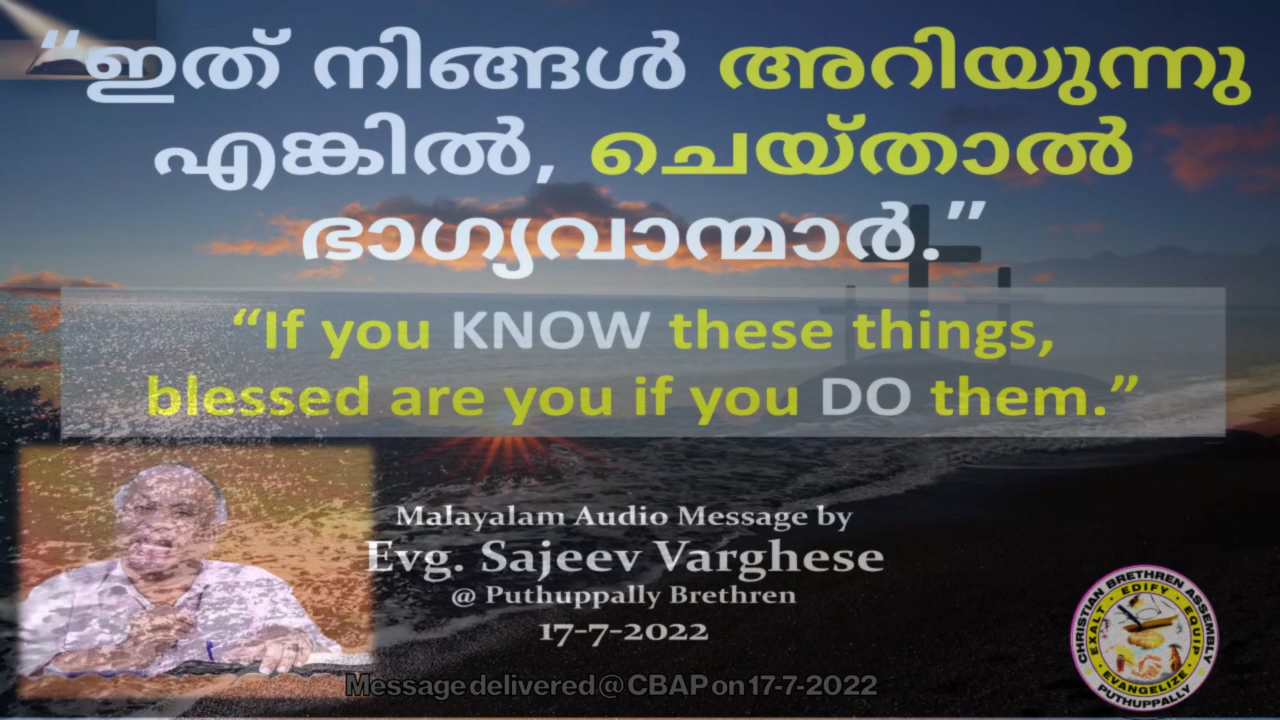 “ഇത് നിങ്ങൾ അറിയുന്നു
എങ്കിൽ, ചെയ്താൽ
ഭാഗ്യവാന്മാർ.”
“If you KNOW these things,
blessed are you if you DO them.”
Malayalam Audio Message by
Evg. Sajeev Varghese
@ Puthuppally Brethren
17-7-2022
Message delivered @ CBAP on 17-7-2022
CHRISTIAN BRETHREN ASSEMBLY
EXALT • EDIFY • EQUIP
EVANGELIZE
PUTHUPPALLY